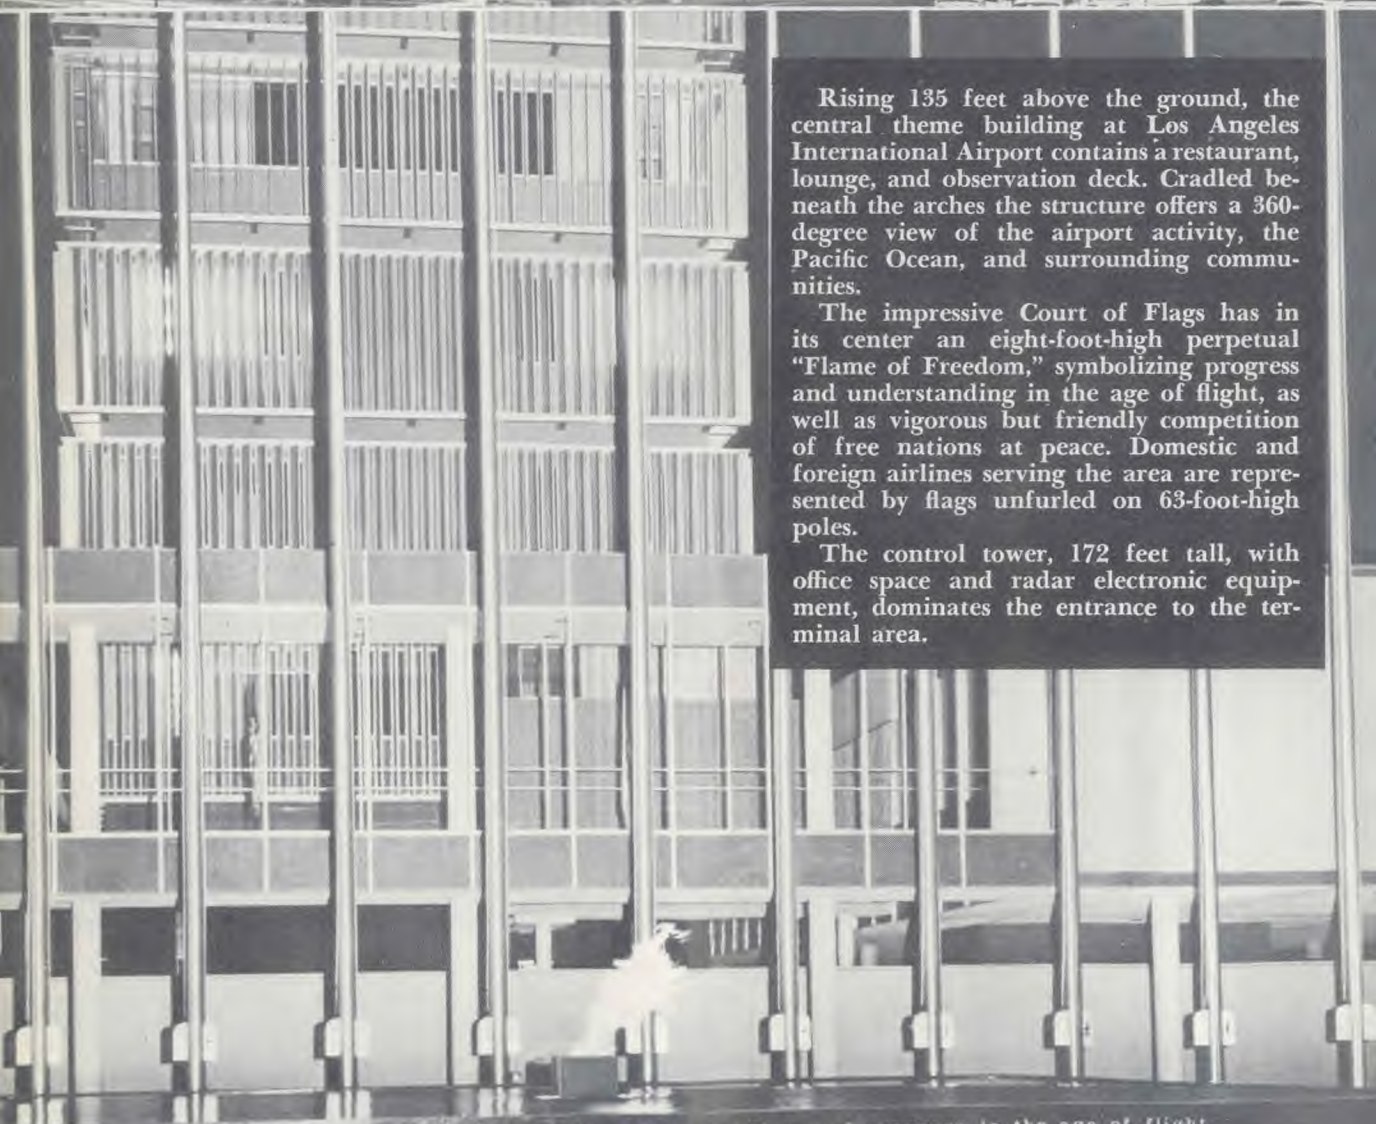 Rising 135 feet above the ground, the
central theme building at Los Angeles
International Airport contains a restaurant,
lounge, and observation deck. Cradled be-
neath the arches the structure offers a 360-
degree view of the airport activity, the
Pacific Ocean, and surrounding commu-
nities.
The impressive Court of Flags has in
its center an eight-foot-high perpetual
“Flame of Freedom,” symbolizing progress
and understanding in the age of flight, as
well as vigorous but friendly competition
of free nations at peace. Domestic and
foreign airlines serving the area are repre-
sented by flags unfurled on 63-foot-high
poles.
The control tower, 172 feet tall, with
office space and radar electronic equip-
ment, dominates the entrance to the ter-
minal area.
in the age of flight